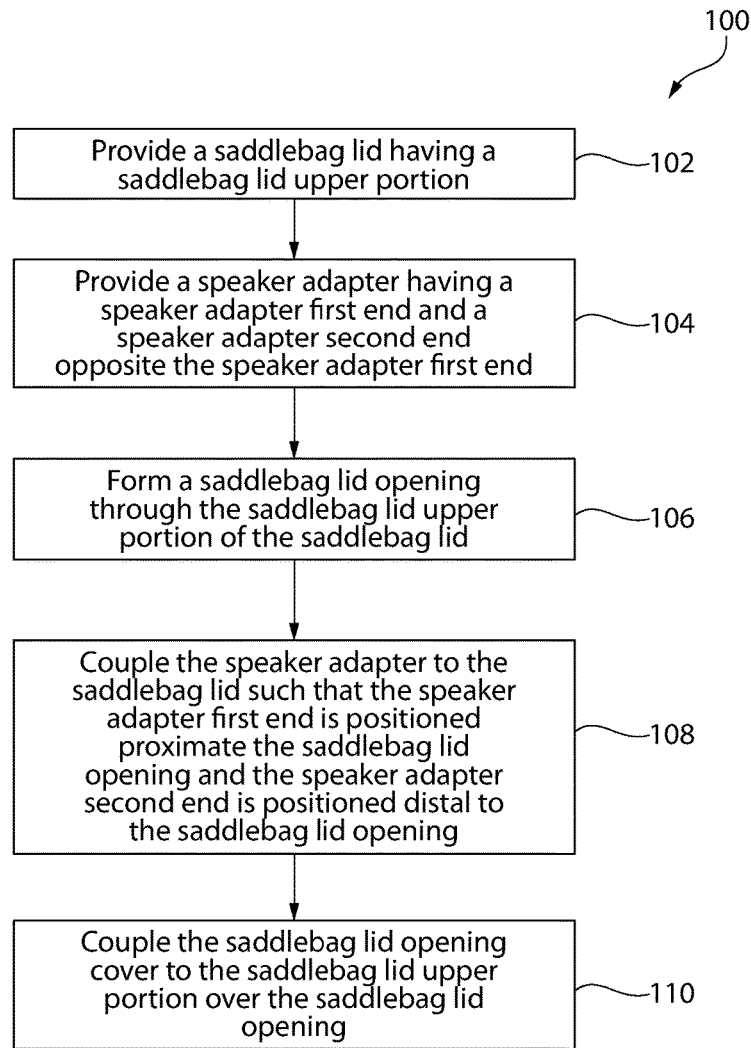 100
Provide a saddlebag lid having a
saddlebag lid upper portion
102
Provide a speaker adapter having a
speaker adapter first end and a
speaker adapter second end
opposite the speaker adapter first end
104
Form a saddlebag lid opening
through the saddlebag lid upper
portion of the saddlebag lid
106
Couple the speaker adapter to the
saddlebag lid such that the speaker
adapter first end is positioned
proximate the saddlebag lid
opening and the speaker adapter
second end is positioned distal to
the saddlebag lid opening
108
Couple the saddlebag lid opening
cover to the saddlebag lid upper
portion over the saddlebag lid
opening
110